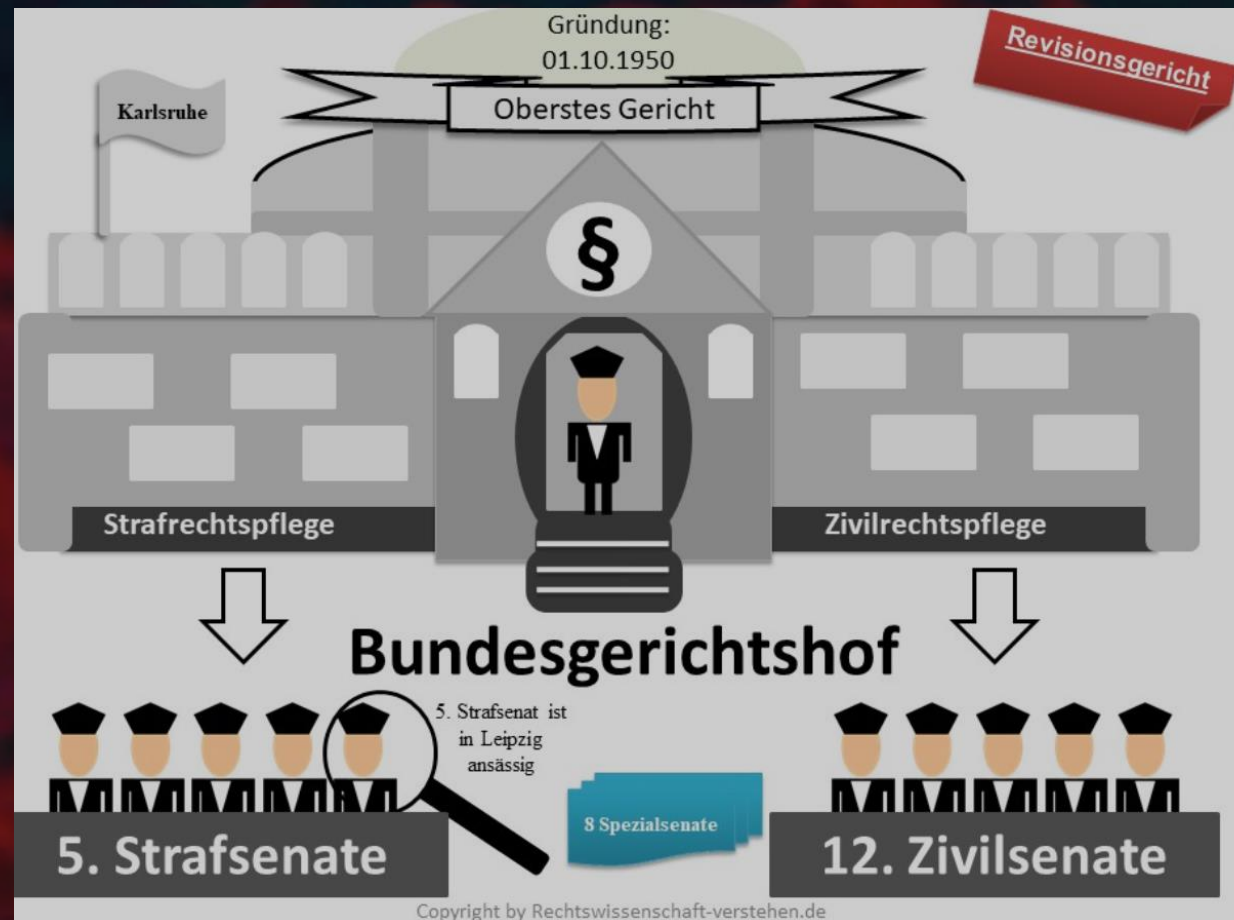 Gründung:
01.10.1950
Revisionsgericht
Karlsruhe
Oberstes Gericht
§
Strafrechtspflege
Zivilrechtspflege
Bundesgerichtshof
5. Strafsenat ist
in Leipzig
ansässig
8 Spezialsenate
5. Strafsenate
12. Zivilsenate
Copyright by Rechtswissenschaft-verstehen.de